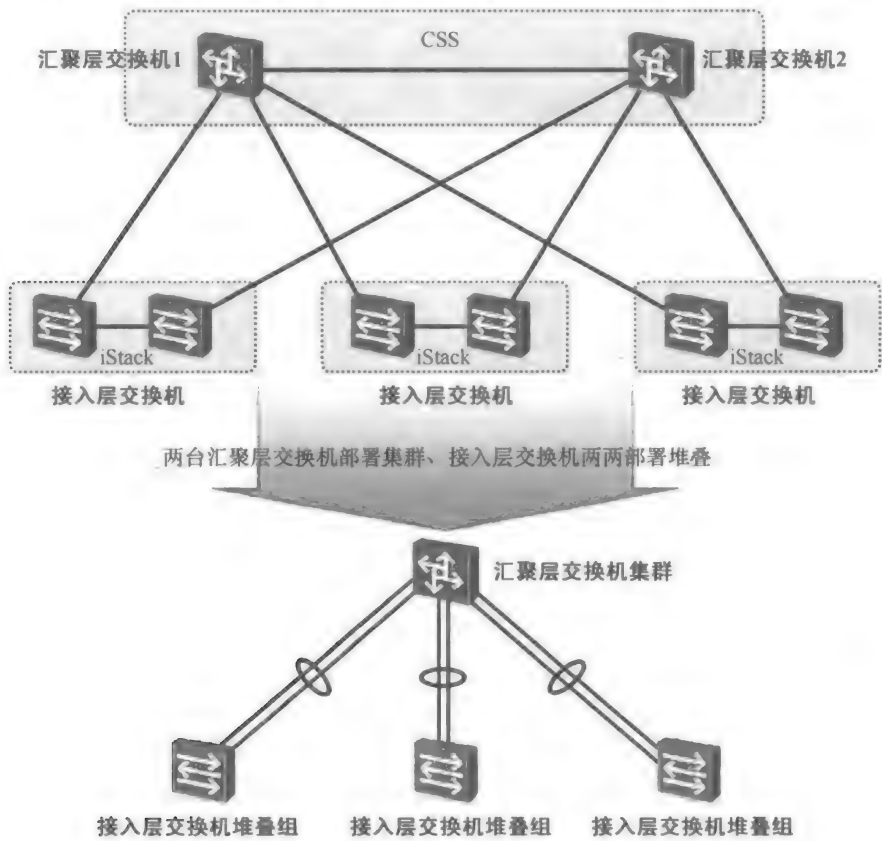 CSS
汇聚层交换机1
汇聚层交换机2
iStack
iStack
iStack
接入层交换机
接入层交换机
接入层交换机
两台汇聚层交换机部署集群、接入层交换机两两部署堆叠
汇聚层交换机集群
接入层交换机堆叠组
接入层交换机堆叠组
接入层交换机堆叠组